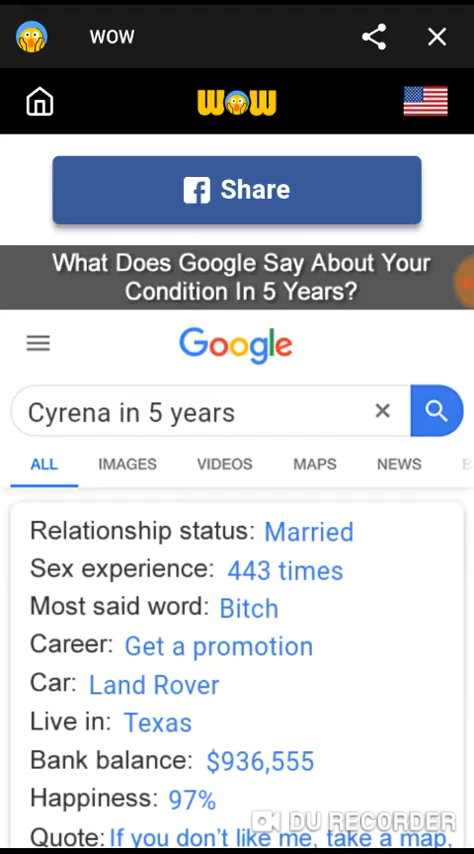 WOW
WOW
Share
What Does Google Say About Your
Condition In 5 Years?
Google
Cyrena in 5 years
ALL IMAGES VIDEOS MAPS NEWS
Relationship status: Married
Sex experience: 443 times
Most said word: Bitch
Career: Get a promotion
Car: Land Rover
Live in: Texas
Bank balance: $936,555
Happiness: 97%
DU RECORDER
Quote: If you don't like me, take a map,